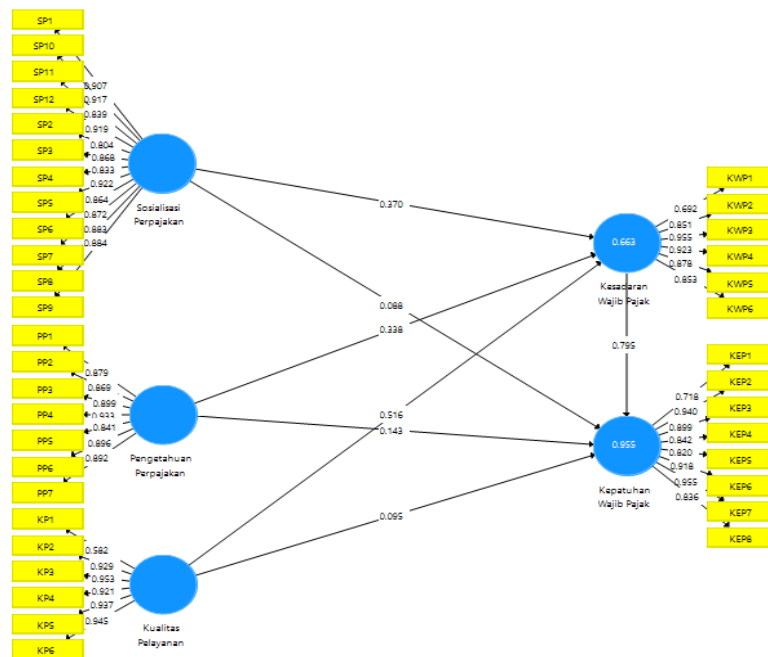 SP1
SP10
SP11
SP12
SP2
SP3
SP4
SP5
SP6
SP7
SP8
SP9
0.907
0.917
0.839
0.919
0.804
0.868
0.833
0.922
0.864
0.872
0.883
0.884
Sosialisasi
Perpajakan
PP1
PP2
PP3
PP4
PP5
PP6
PP7
0.879
0.869
0.899
0.933
0.841
0.896
0.892
Pengetahuan
Perpajakan
KP1
KP2
KP3
KP4
KP5
KP6
0.582
0.929
0.953
0.921
0.937
0.945
Kualitas
Pelayanan
0.370
0.088
0.238
0.516
0.143
0.095
0.795
0.663
Kesadaran
Wajib Pajak
0.692
0.851
0.955
0.923
0.878
0.853
KWP1
KWP2
KWP3
KWP4
KWP5
KWP6
0.955
Kepatuhan
Wajib Pajak
0.718
0.940
0.899
0.842
0.820
0.918
0.955
0.836
KEP1
KEP2
KEP3
KEP4
KEP5
KEP6
KEP7
KEP8